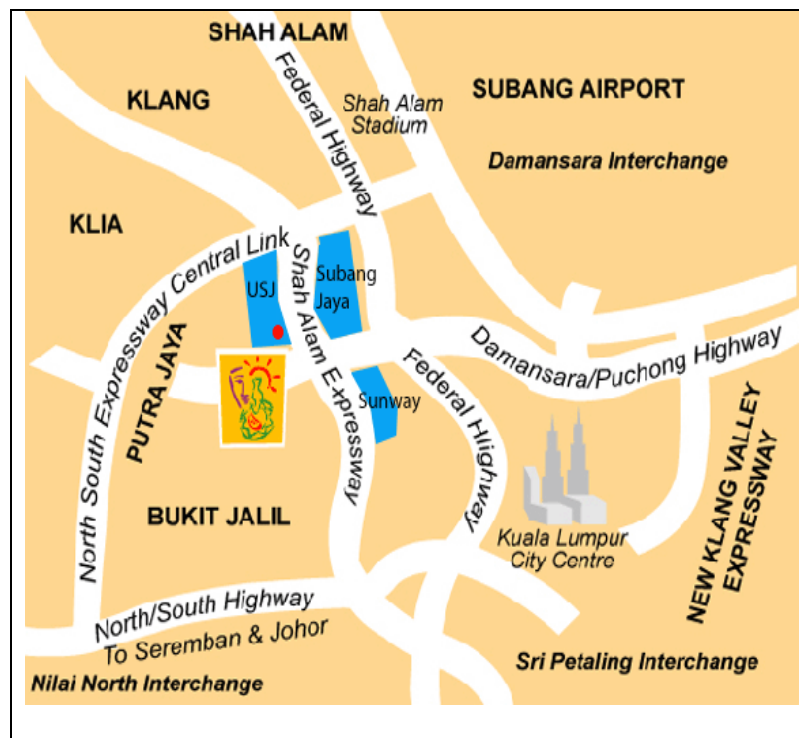 SHAH ALAM
KLANG
Federal Highway
Shah Alam
Stadium
SUBANG AIRPORT
Damansara Interchange
KLIA
North South Expressway Central Link
USJ
Shah Alam Expressway
Subang
Jaya
PUTRA JAYA
Damansara/Puchong Highway
Sunway
Federal HIighway
NEW KLANG VALLEY
EXPRESSWAY
BUKIT JALIL
Kuala Lumpur
City Centre
North/South Highway
To Seremban & Johor
Sri Petaling Interchange
Nilai North Interchange